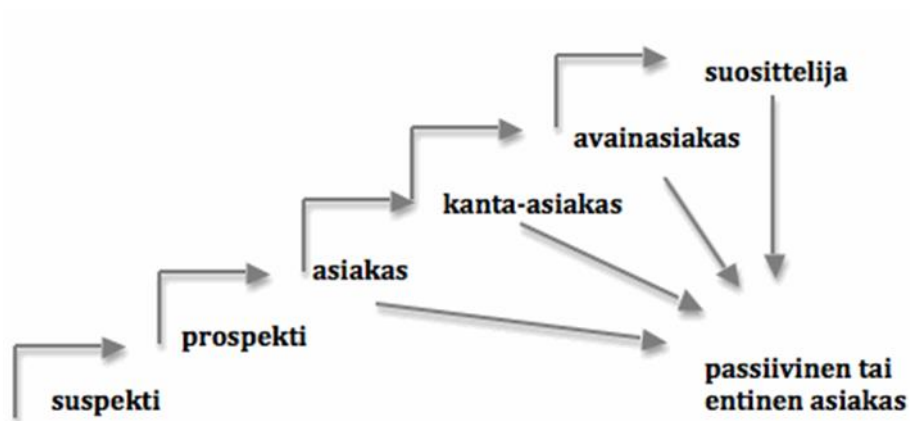 suosittelija
avainasiakas
kanta-asiakas
asiakas
prospekti
suspekti
passiivinen tai
entinen asiakas